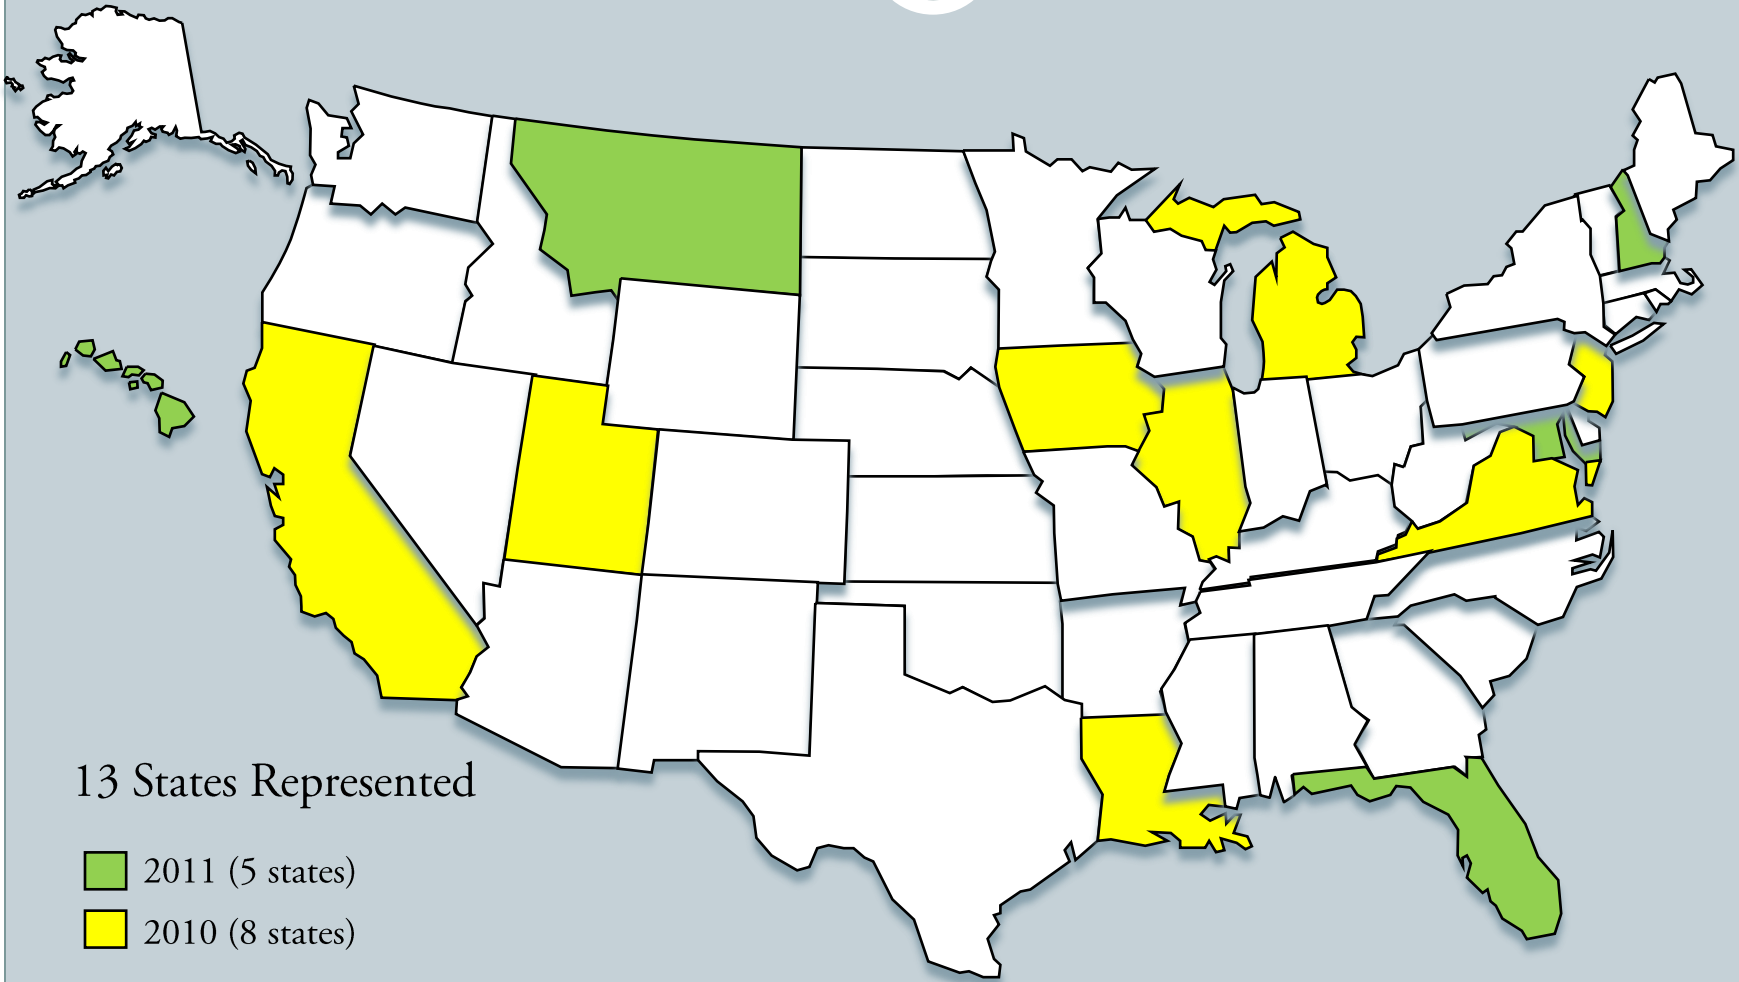 13 States Represented
2011 (5 states)
2010 (8 states)